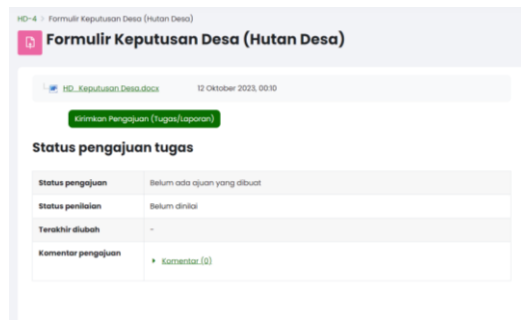 HD-4 > Formulir Keputusan Desa (Hutan Desa)
Formulir Keputusan Desa (Hutan Desa)
HD_ Keputusan Desa.docx 12 Oktober 2023, 00:10
Kirimkan Pengajuan (Tugas/Laporan)
Status pengajuan tugas
Status pengajuan Belum ada ajuan yang dibuat
Status penilaian Belum dinilai
Terakhir diubah -
Komentar pengajuan Komentar (0)